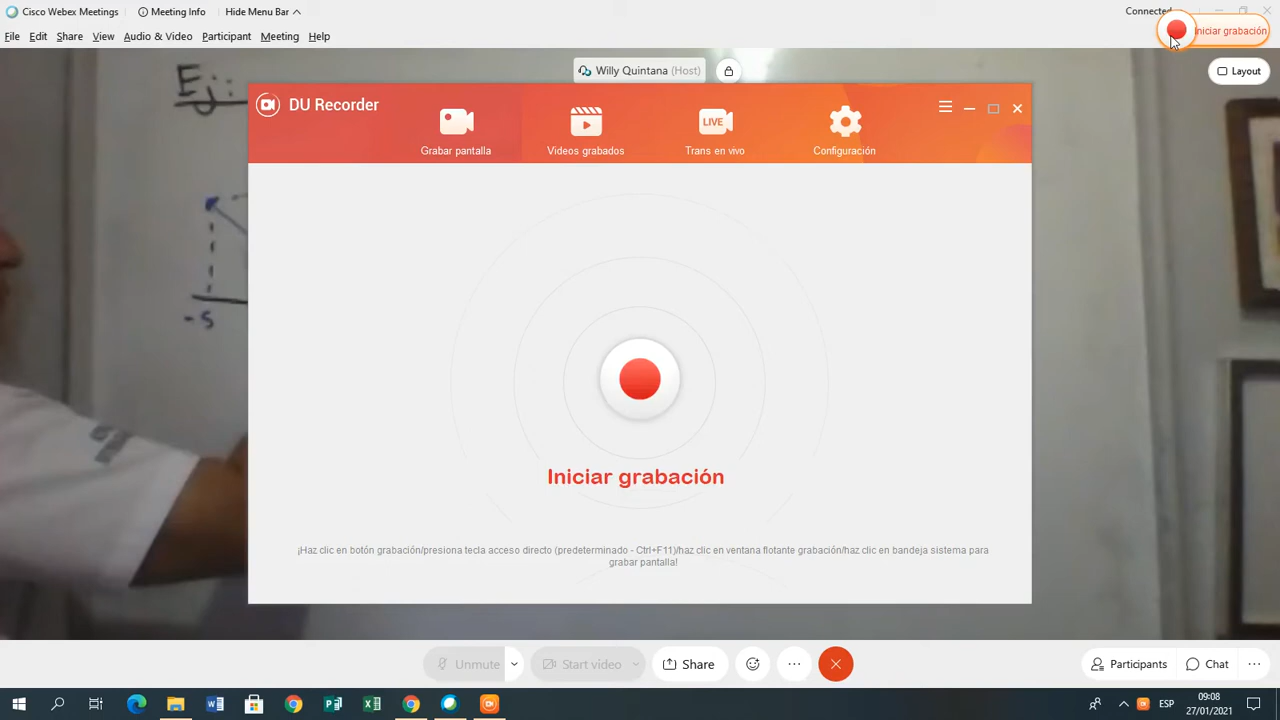 Cisco Webex Meetings
Meeting Info
Hide Menu Bar
Connected
File Edit Share View Audio & Video Participant Meeting Help
Iniciar grabación
Ej:
Willy Quintana (Host)
Layout
DU Recorder
Grabar pantalla
Videos grabados
LIVE
Trans en vivo
Configuración
-5
Iniciar grabación
¡Haz clic en botón grabación/presiona tecla acceso directo (predeterminado - Ctrl+F11)/haz clic en ventana flotante grabación/haz clic en bandeja sistema para
grabar pantalla!
Unmute
Start video
Share
Participants
Chat
ESP
09:08
27/01/2021